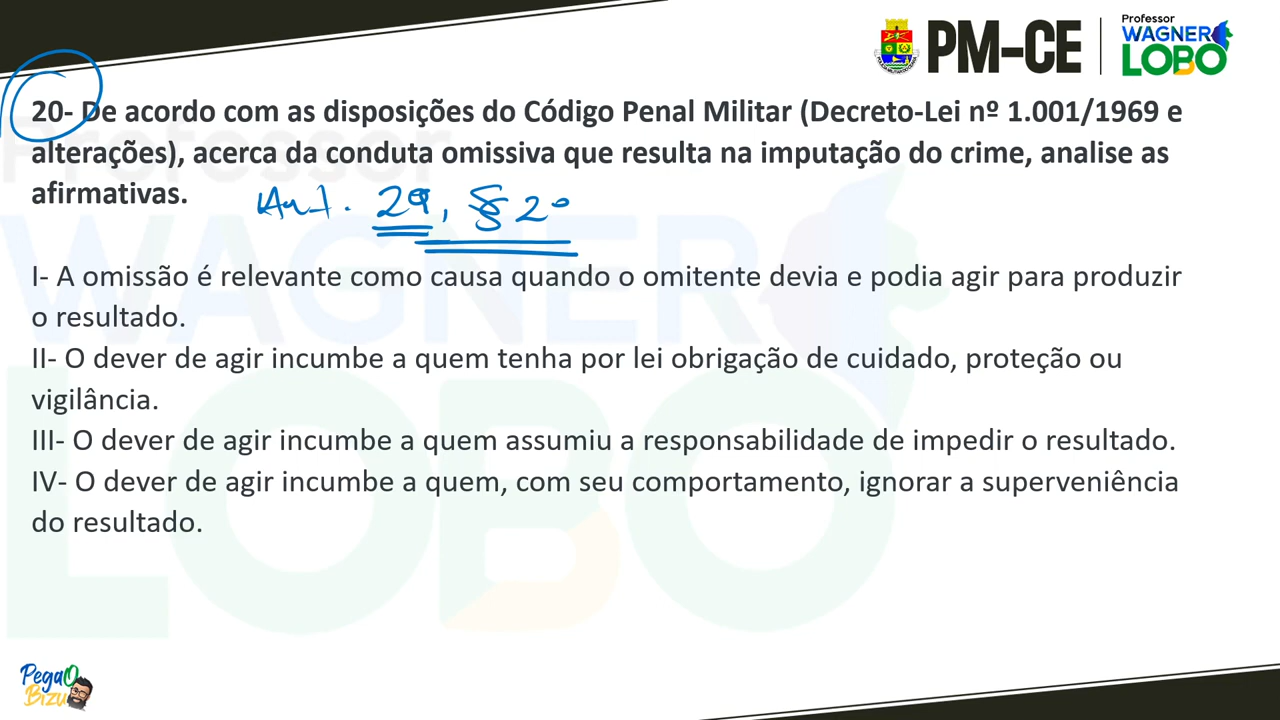 PM-CE
Professor
WAGNER
LOBO
20- De acordo com as disposições do Código Penal Militar (Decreto-Lei nº 1.001/1969 e
alterações), acerca da conduta omissiva que resulta na imputação do crime, analise as
afirmativas.
Art. 29, § 2º
I- A omissão é relevante como causa quando o omitente devia e podia agir para produzir
o resultado.
II- O dever de agir incumbe a quem tenha por lei obrigação de cuidado, proteção ou
vigilância.
III- O dever de agir incumbe a quem assumiu a responsabilidade de impedir o resultado.
IV- O dever de agir incumbe a quem, com seu comportamento, ignorar a superveniência
do resultado.
Professor
WAGNER
LOBO
PegaO
Bizu